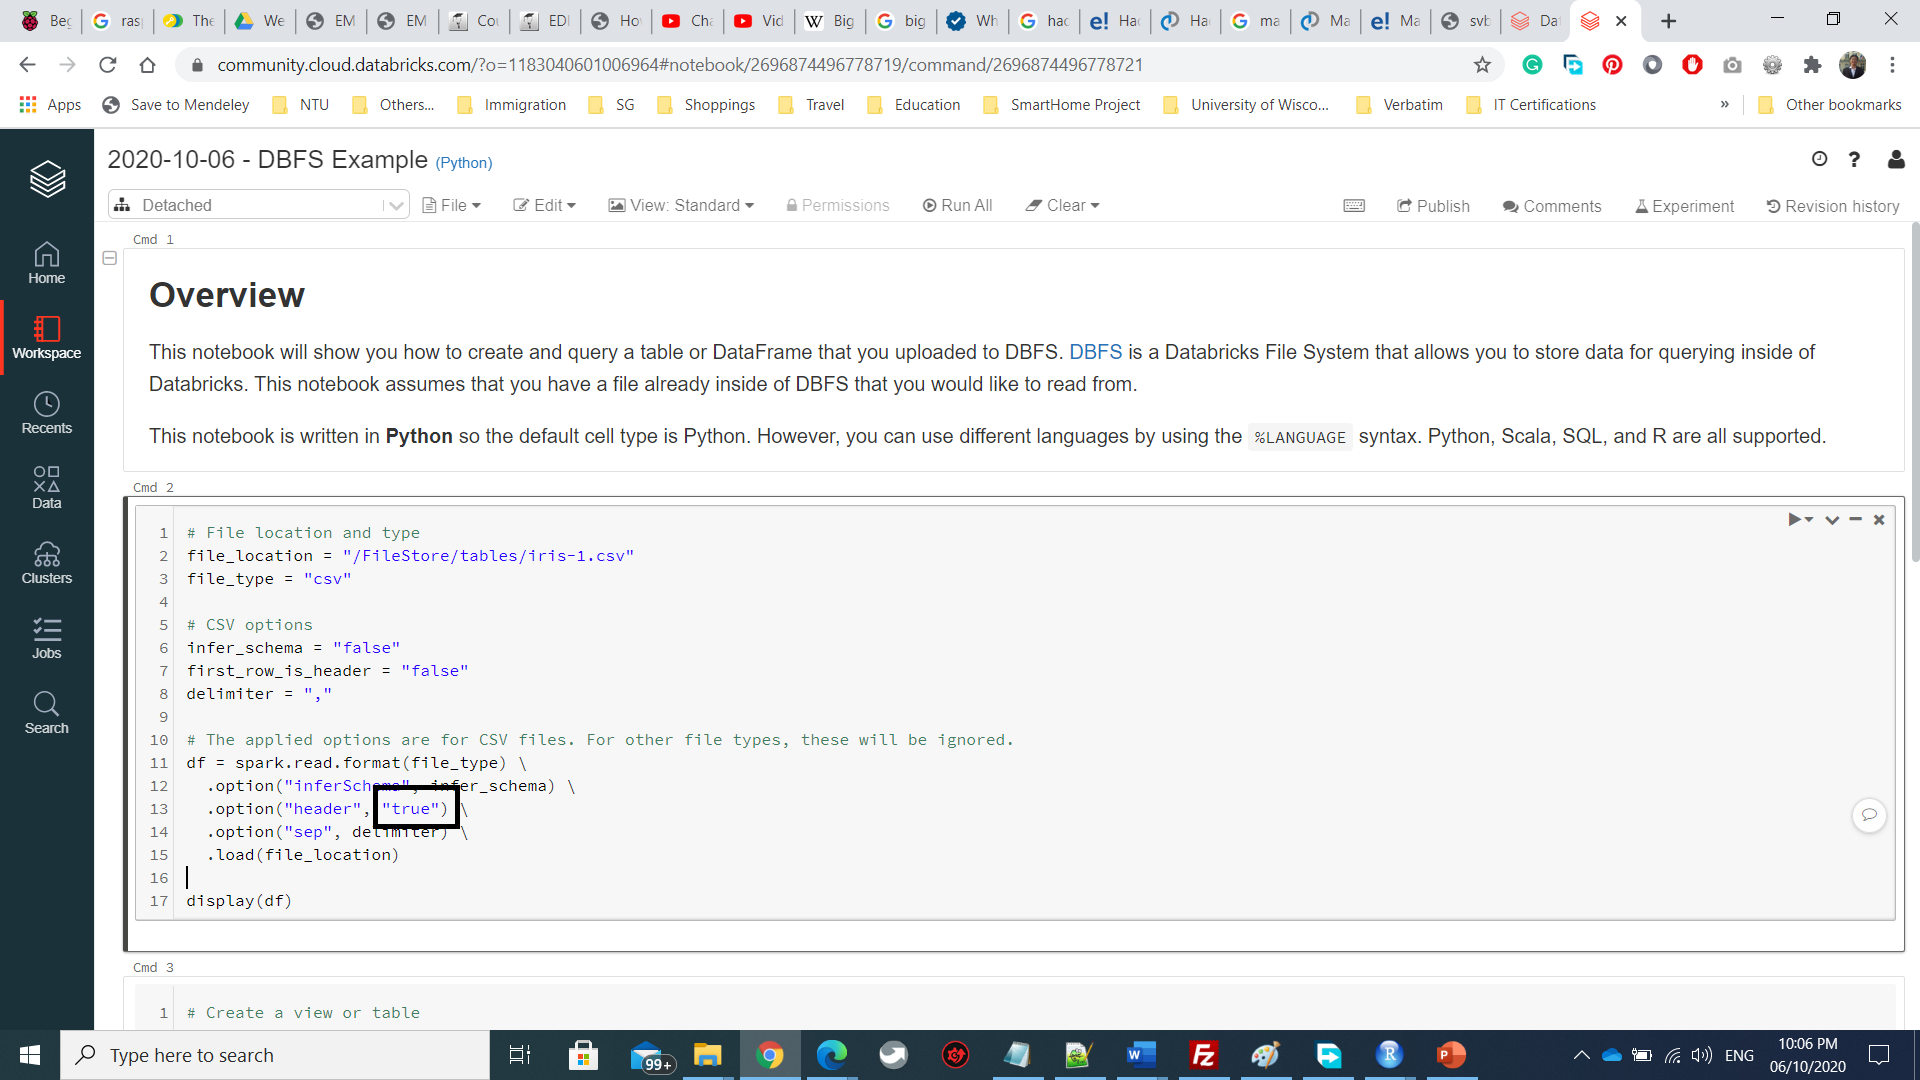 Beg
ras
The
We
EM
EM
Cou
EDI
Ho
Cha
Vid
Big
big
Wh
hac
Hac
Ha
ma
Ma
Ma
svb
Da
community.cloud.databricks.com/?o=1183040601006964#notebook/2696874496778719/command/2696874496778721
Apps Save to Mendeley NTU Others... Immigration SG Shoppings Travel Education SmartHome Project University of Wisco... Verbatim IT Certifications » Other bookmarks
2020-10-06 - DBFS Example (Python)
Detached File Edit View: Standard Permissions Run All Clear Publish Comments Experiment Revision history
Home
Workspace
Recents
Data
Clusters
Jobs
Search
Cmd 1
Overview
This notebook will show you how to create and query a table or DataFrame that you uploaded to DBFS. DBFS is a Databricks File System that allows you to store data for querying inside of
Databricks. This notebook assumes that you have a file already inside of DBFS that you would like to read from.
This notebook is written in Python so the default cell type is Python. However, you can use different languages by using the %LANGUAGE syntax. Python, Scala, SQL, and R are all supported.
Cmd 2
1 # File location and type
2 file_location = "/FileStore/tables/iris-1.csv"
3 file_type = "csv"
4
5 # CSV options
6 infer_schema = "false"
7 first_row_is_header = "false"
8 delimiter = ","
9
10 # The applied options are for CSV files. For other file types, these will be ignored.
11 df = spark.read.format(file_type) \
12 .option("inferSchema", infer_schema) \
13 .option("header", "true") \
14 .option("sep", delimiter) \
15 .load(file_location)
16
17 display(df)
Cmd 3
1 # Create a view or table
Type here to search
99+
ENG
10:06 PM
06/10/2020